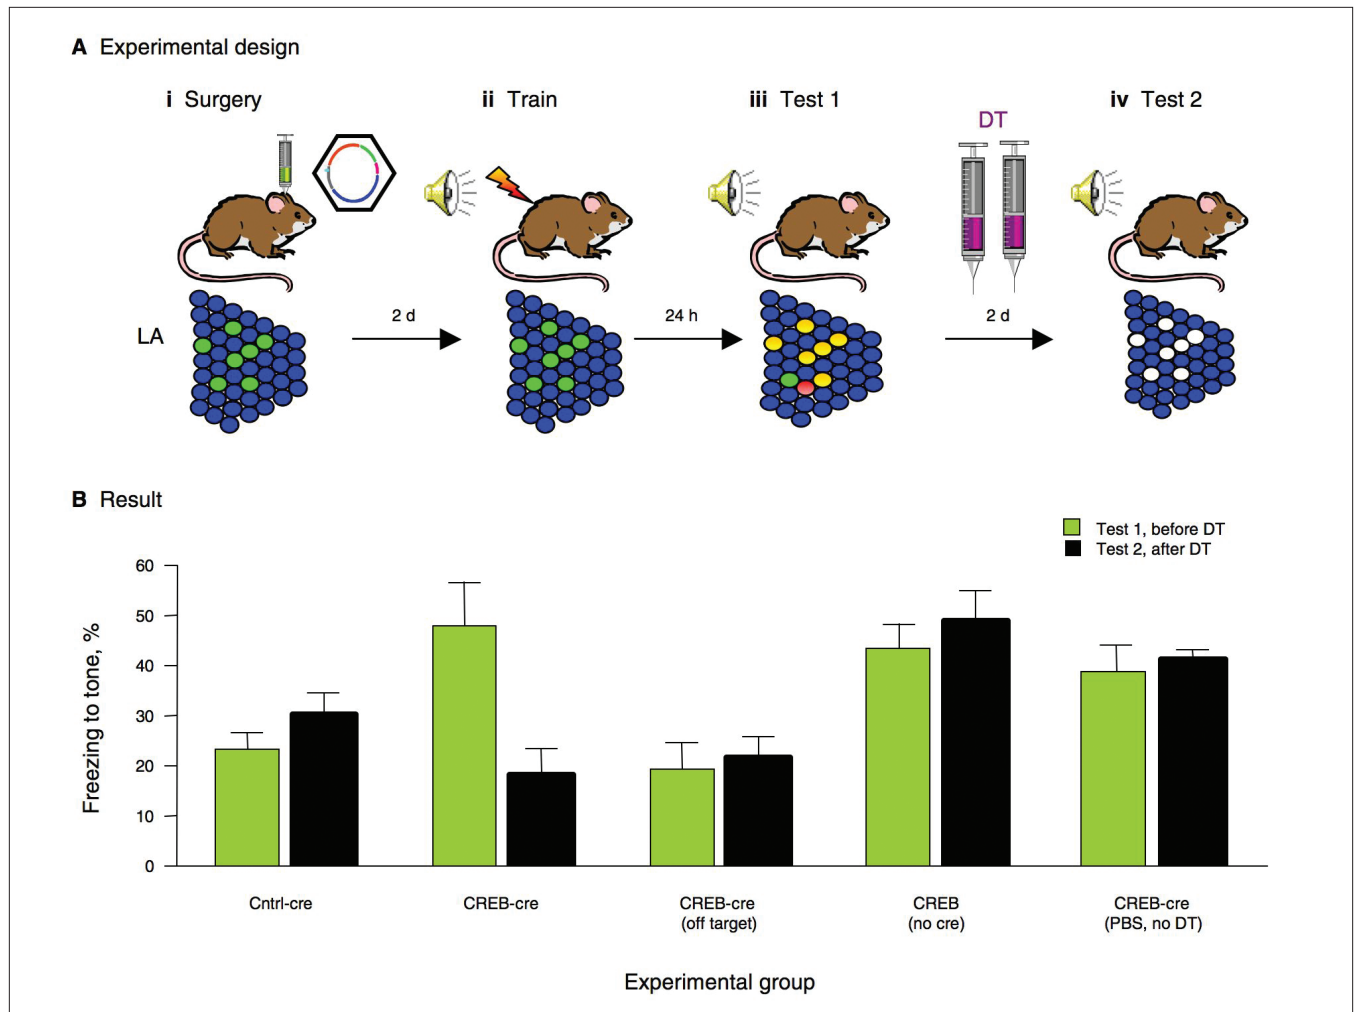 A Experimental design
i Surgery
ii Train
iii Test 1
iv Test 2
DT
LA
2 d
24 h
2 d
B Result
Test 1, before DT
Test 2, after DT
60
50
40
30
20
10
0
Freezing to tone, %
Cntrl-cre
CREB-cre
CREB-cre
(off target)
CREB
(no cre)
CREB-cre
(PBS, no DT)
Experimental group